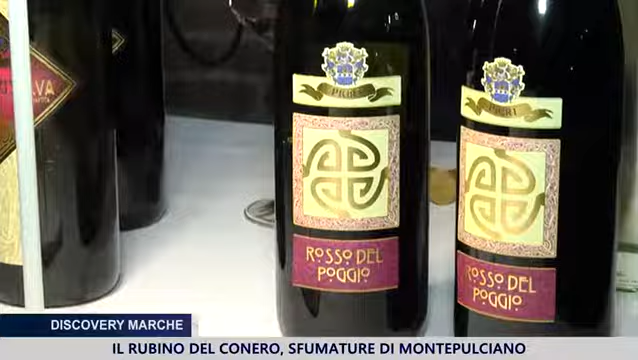 ROSSO DEL
POGGIO
ROSSO DEL
POGGIO
DISCOVERY MARCHE
IL RUBINO DEL CONERO, SFUMATURE DI MONTEPULCIANO